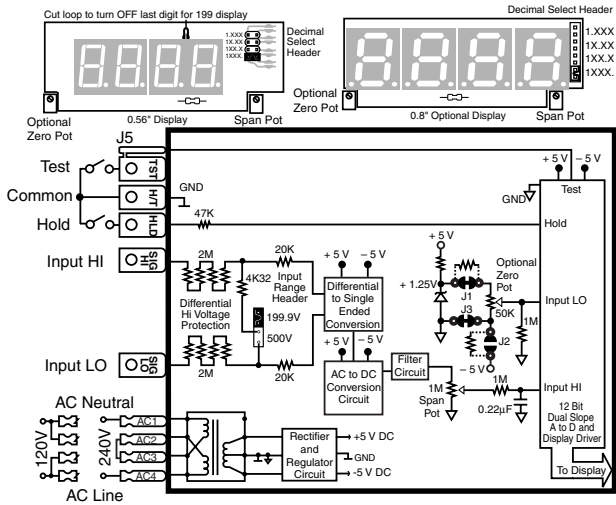 Cut loop to turn OFF last digit for 199 display
Decimal Select Header
1.XXX
1X.XX
1XX.X
1XXX.
Decimal
Select
Header
1.XXX
1X.XX
1XX.X
1XXX.
Optional
Zero Pot
0.56" Display
Span Pot
Optional
Zero Pot
0.8" Optional Display
Span Pot
J5
Test
TST
Common
H/T
GND
Hold
HLD
47K
Input HI
SIG HI
2M
20K
4K32
Input
Range
Header
Differential
Hi Voltage
Protection
199.9V
500V
Input LO
SIG LO
2M
20K
+ 5 V
– 5 V
Differential
to Single
Ended
Conversion
+ 5 V
– 5 V
AC to DC
Conversion
Circuit
Filter
Circuit
+ 5 V
+ 1.25V
J1
J3
J2
– 5 V
Optional
Zero
Pot
50K
1M
1M
Span
Pot
1M
0.22µF
+ 5 V
– 5 V
GND
Test
Hold
Input LO
Input HI
12 Bit
Dual Slope
A to D and
Display Driver
To Display
AC Neutral
120V
240V
AC1
AC2
AC3
AC4
AC Line
Rectifier
and
Regulator
Circuit
+5 V DC
GND
-5 V DC